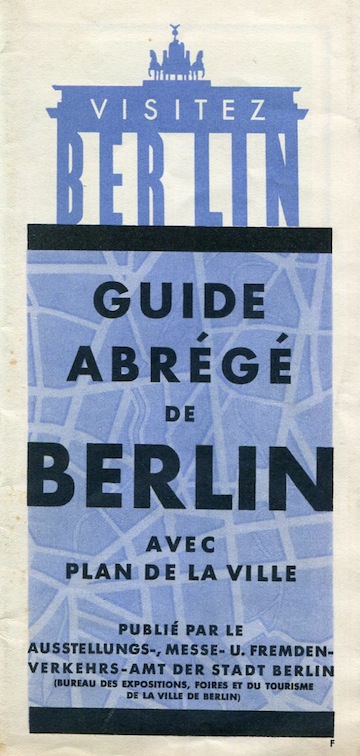 VISITEZ
BERLIN
GUIDE
ABRÉGÉ
DE
BERLIN
AVEC
PLAN DE LA VILLE
PUBLIÉ PAR LE
AUSSTELLUNGS-, MESSE- U. FREMDEN-
VERKEHRS-AMT DER STADT BERLIN
(BUREAU DES EXPOSITIONS, FOIRES ET DU TOURISME
DE LA VILLE DE BERLIN)
F